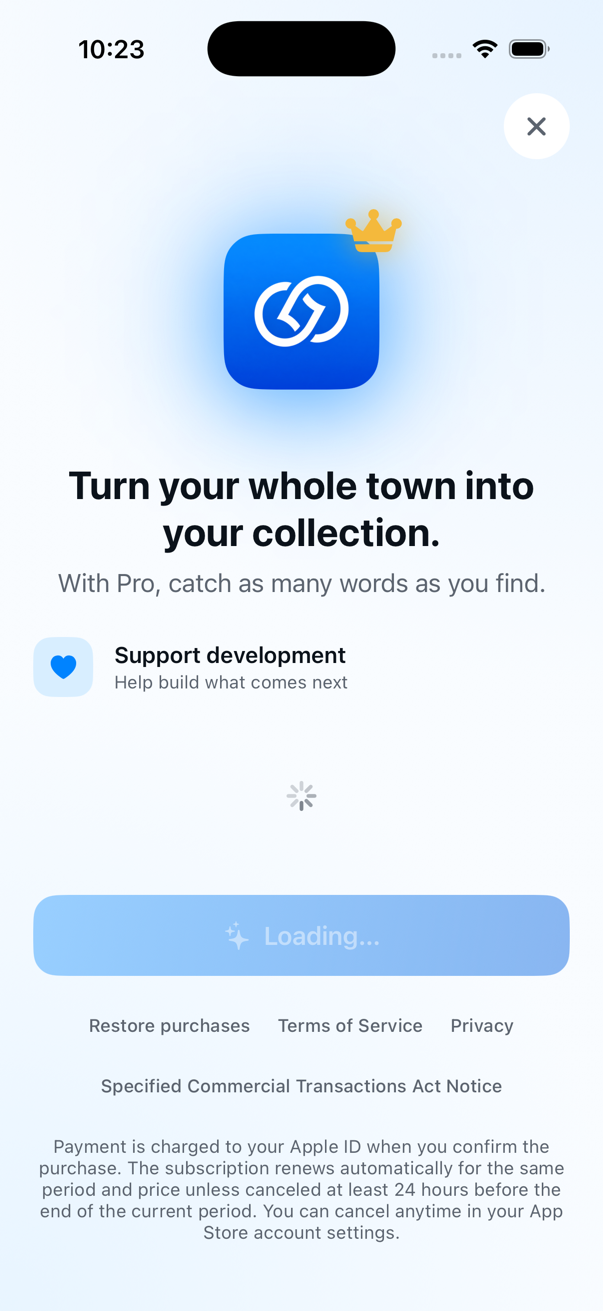 10:23
Turn your whole town into
your collection.
With Pro, catch as many words as you find.
Support development
Help build what comes next
Loading...
Restore purchases Terms of Service Privacy
Specified Commercial Transactions Act Notice
Payment is charged to your Apple ID when you confirm the
purchase. The subscription renews automatically for the same
period and price unless canceled at least 24 hours before the
end of the current period. You can cancel anytime in your App
Store account settings.